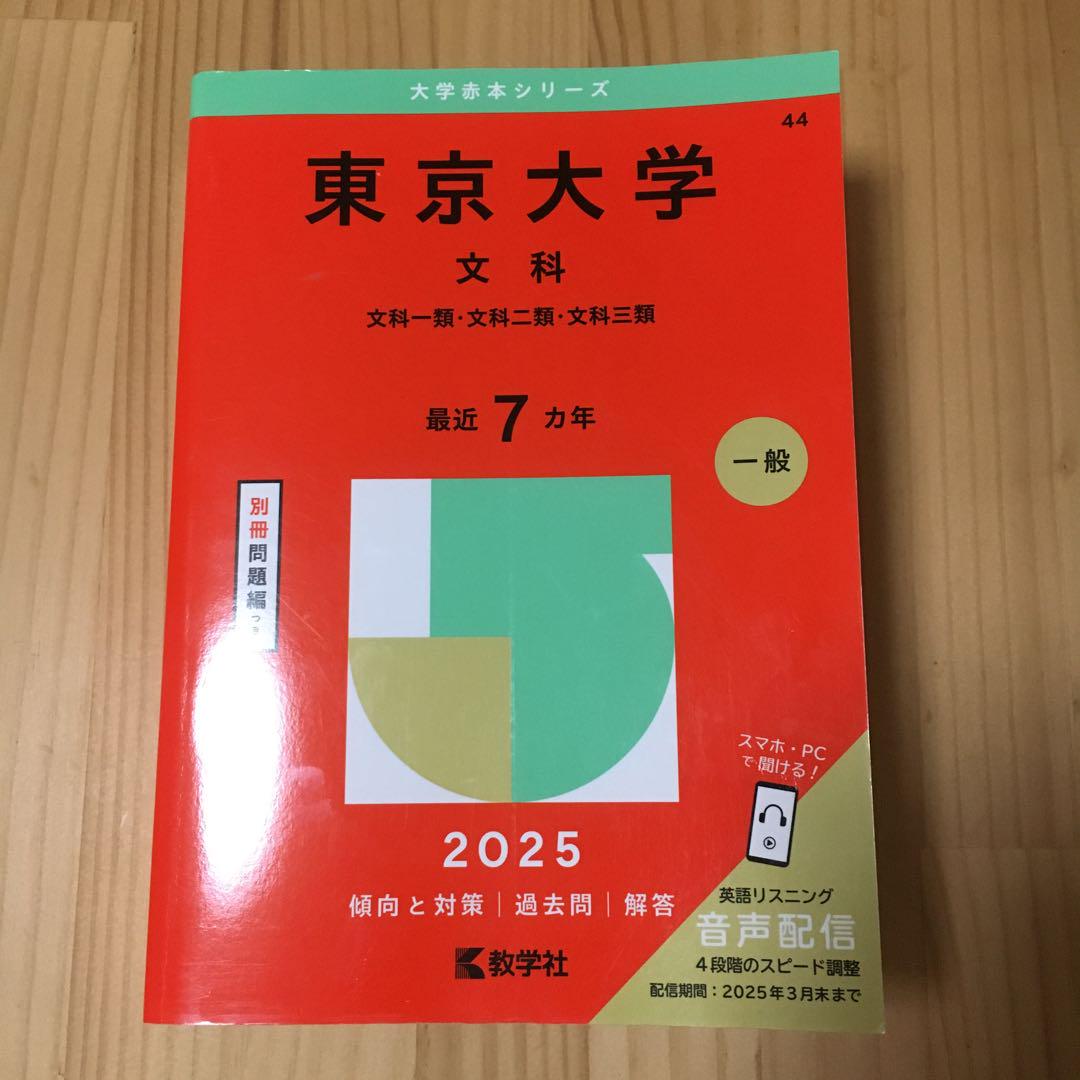 大学赤本シリーズ
44
東京大学
文科
文科一類・文科二類・文科三類
最近 7 カ年
一般
別冊問題編つき
スマホ・PC
で聞ける!
2025
傾向と対策|過去問|解答
教学社
英語リスニング
音声配信
4段階のスピード調整
配信期間:2025年3月末まで